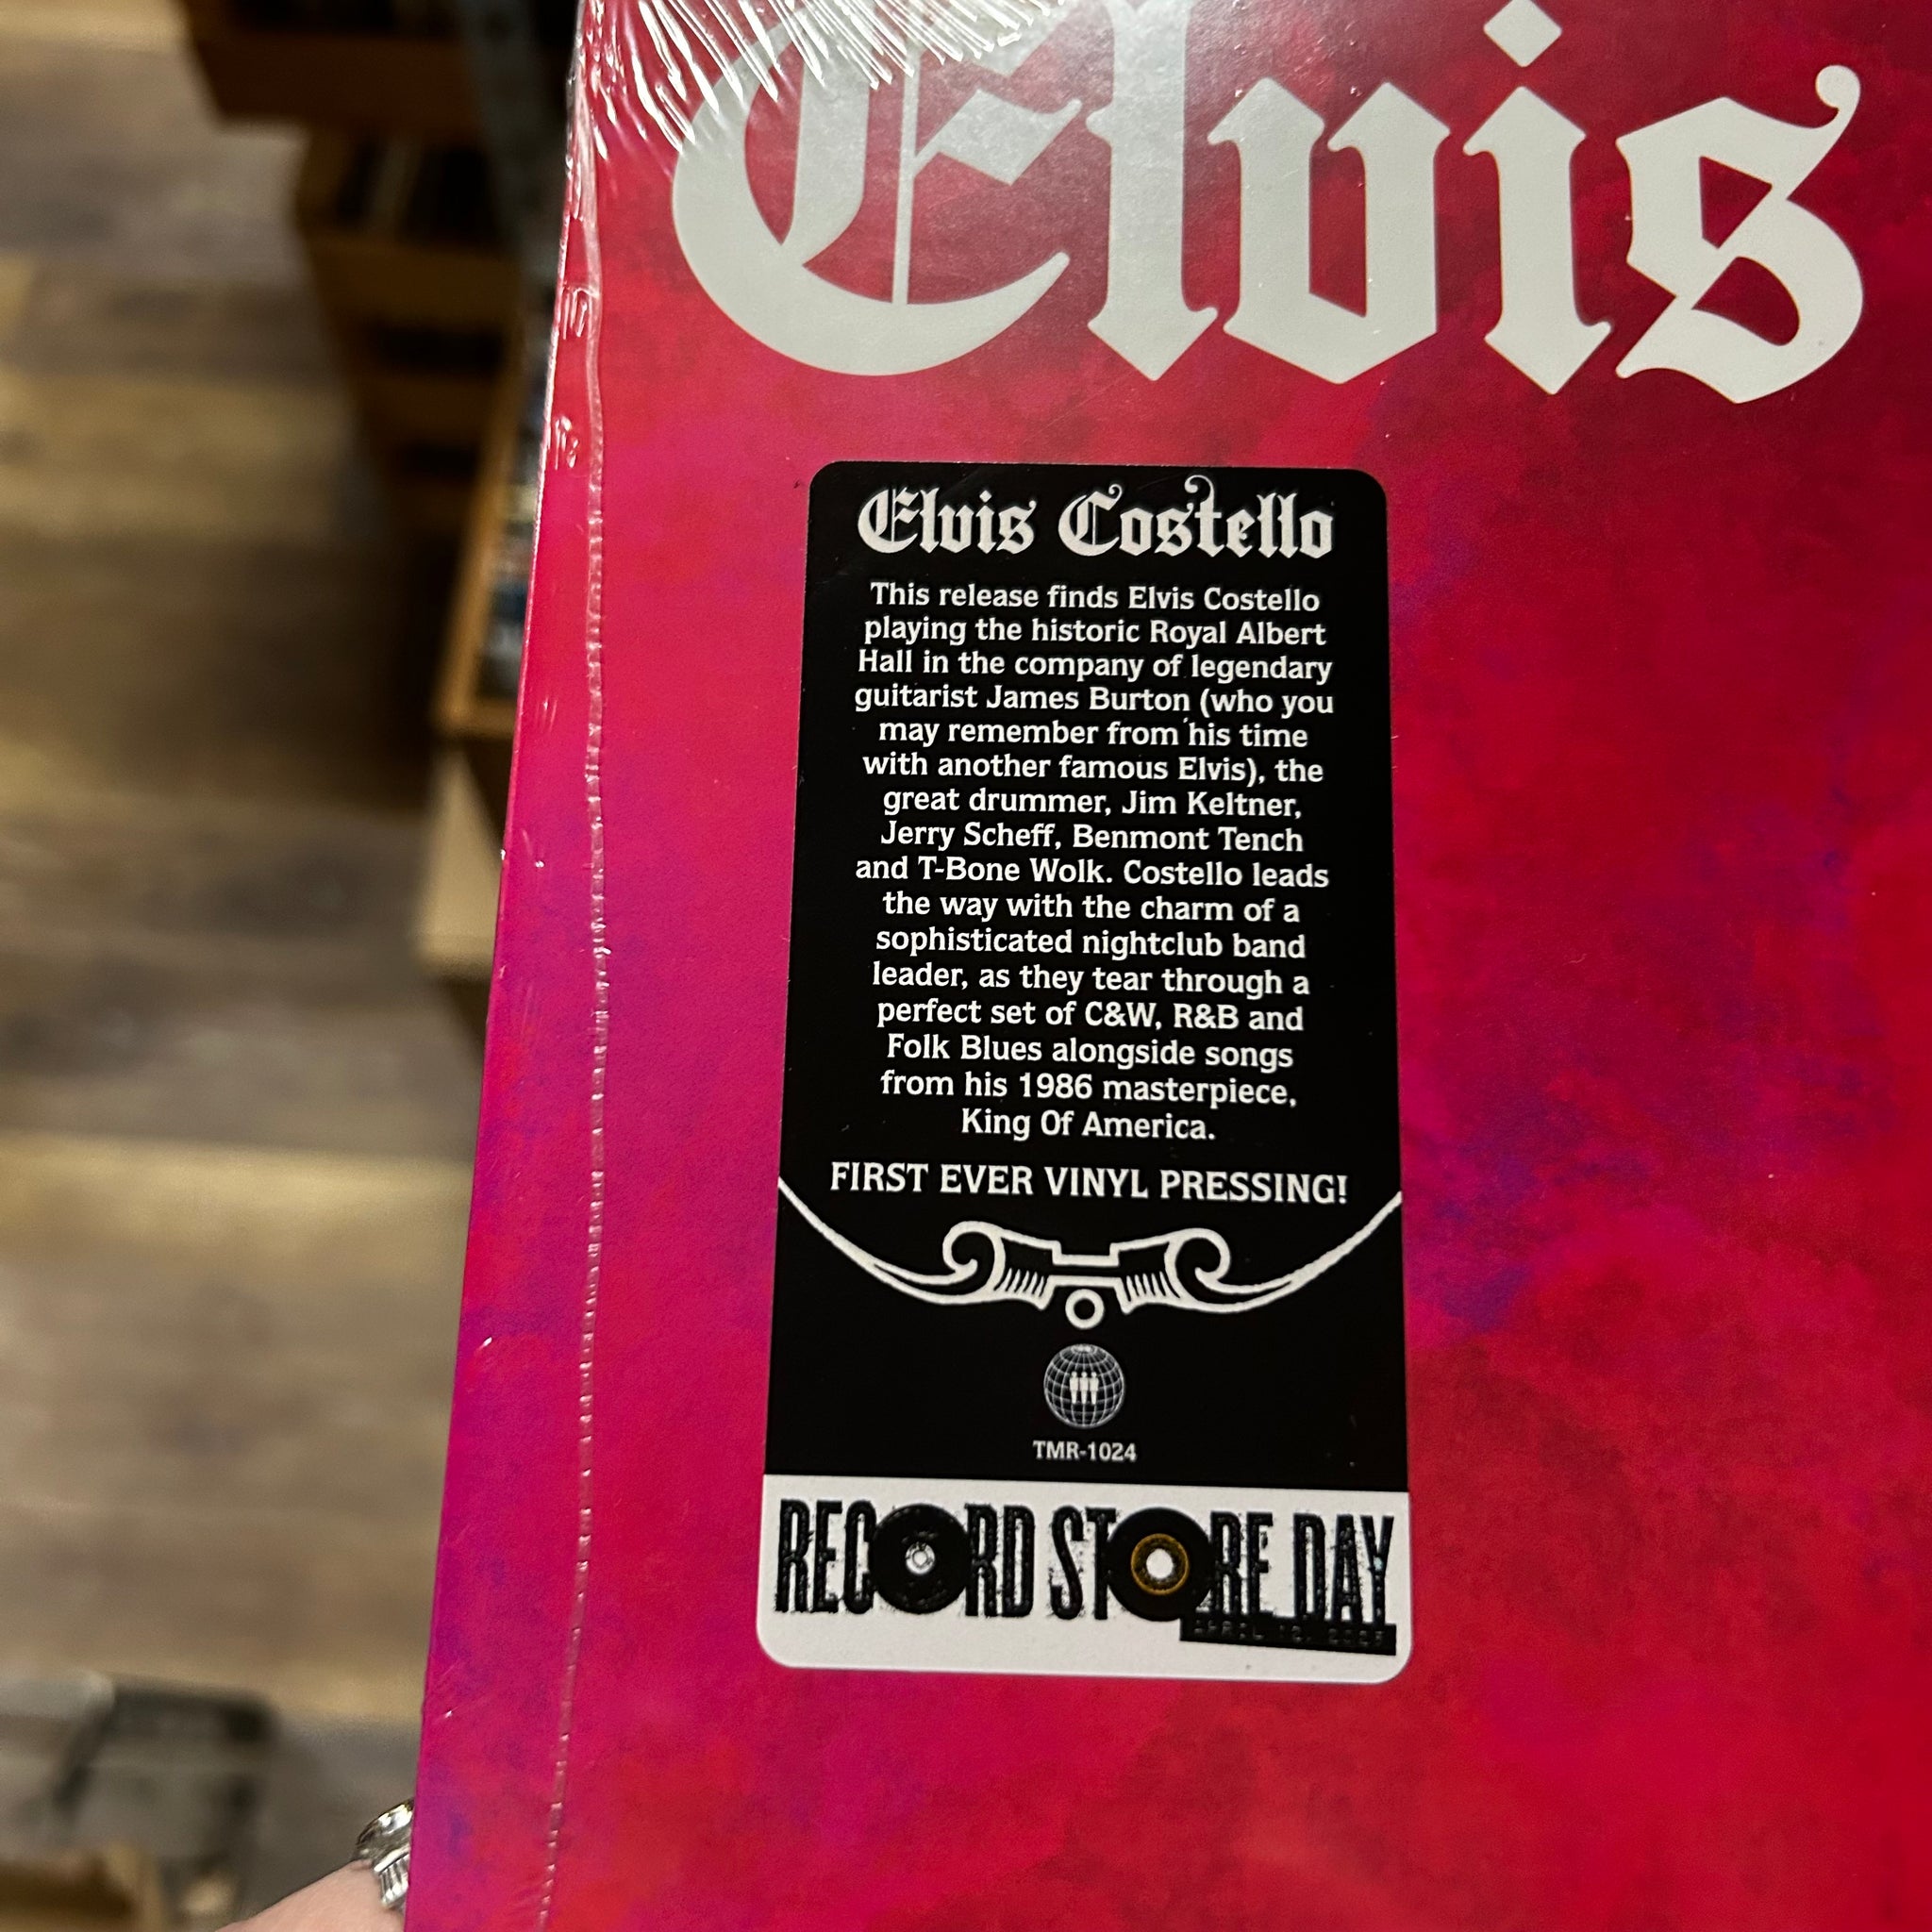 Elvis
Elvis Costello
This release finds Elvis Costello
playing the historic Royal Albert
Hall in the company of legendary
guitarist James Burton (who you
may remember from his time
with another famous Elvis), the
great drummer, Jim Keltner,
Jerry Scheff, Benmont Tench
and T-Bone Wolk. Costello leads
the way with the charm of a
sophisticated nightclub band
leader, as they tear through a
perfect set of C&W, R&B and
Folk Blues alongside songs
from his 1986 masterpiece,
King Of America.
FIRST EVER VINYL PRESSING!
TMR-1024
RECORD STORE DAY
APRIL 12, 2025